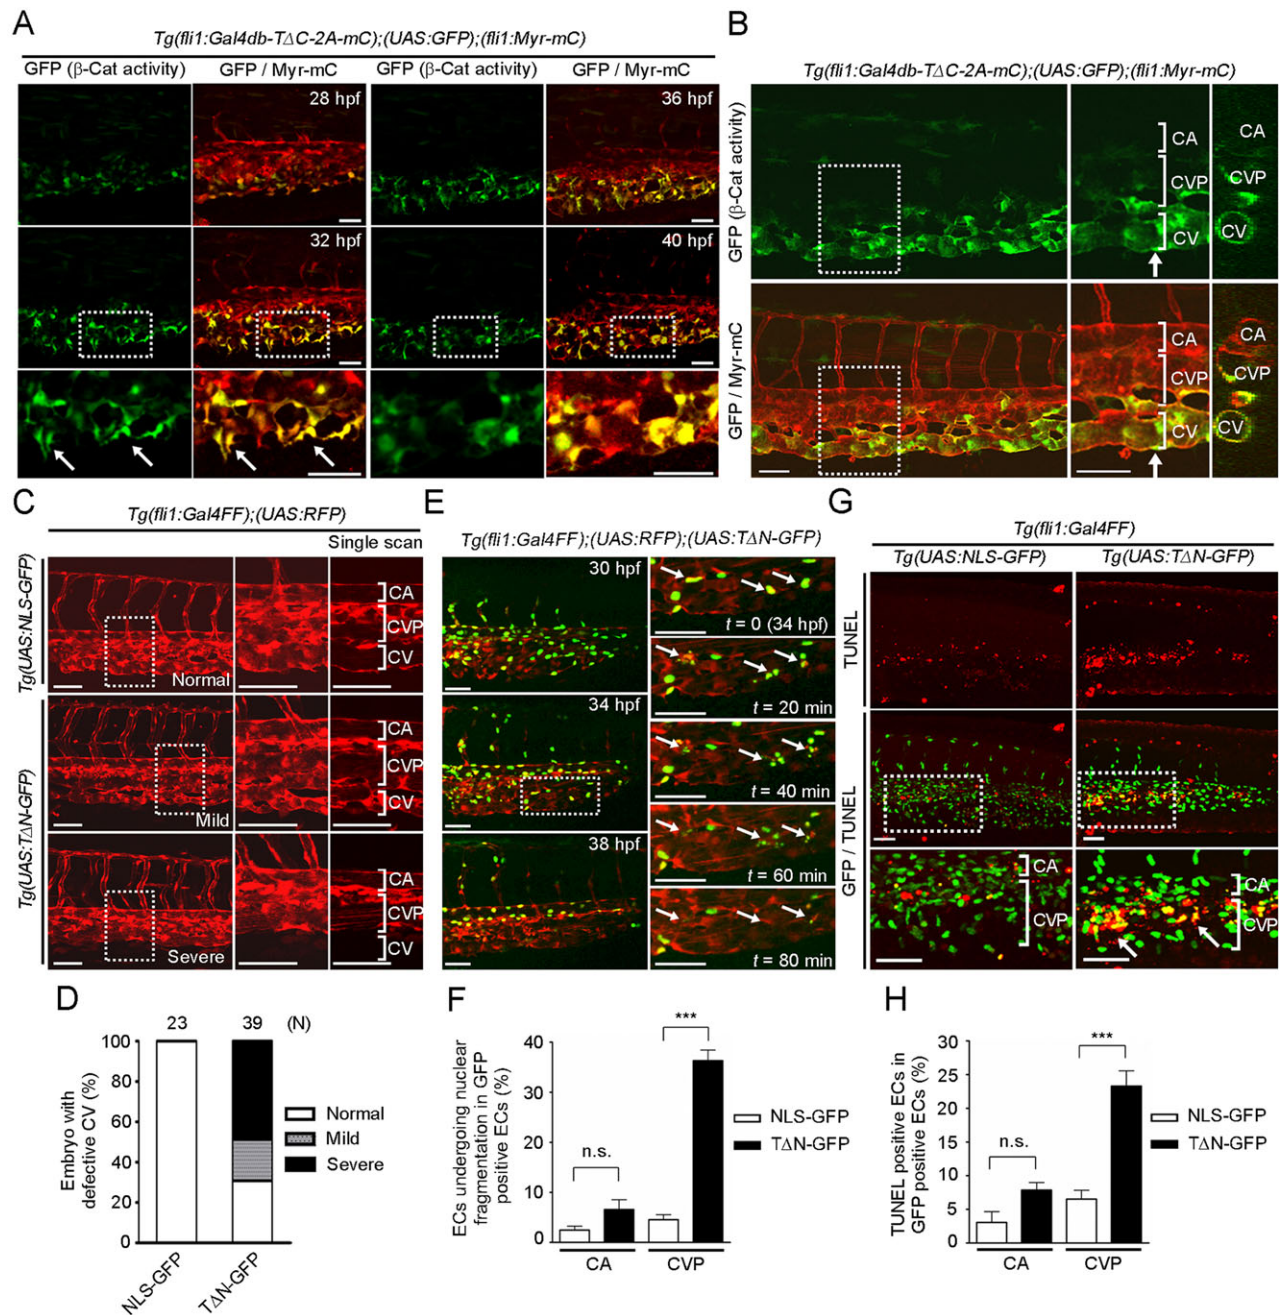 A
Tg(fli1:Gal4db-TΔC-2A-mC);(UAS:GFP);(fli1:Myr-mC)
GFP (β-Cat activity)
GFP / Myr-mC
GFP (β-Cat activity)
GFP / Myr-mC
28 hpf
36 hpf
32 hpf
40 hpf
B
Tg(fli1:Gal4db-TΔC-2A-mC);(UAS:GFP);(fli1:Myr-mC)
GFP (β-Cat activity)
CA
CVP
CV
CA
CVP
CV
GFP / Myr-mC
CA
CVP
CV
CA
CVP
CV
C
Tg(fli1:Gal4FF);(UAS:RFP)
Single scan
Tg(UAS:NLS-GFP)
Normal
CA
CVP
CV
Tg(UAS:TΔN-GFP)
Mild
CA
CVP
CV
Severe
CA
CVP
CV
E
Tg(fli1:Gal4FF);(UAS:RFP);(UAS:TΔN-GFP)
30 hpf
34 hpf
38 hpf
t = 0 (34 hpf)
t = 20 min
t = 40 min
t = 60 min
t = 80 min
G
Tg(fli1:Gal4FF)
Tg(UAS:NLS-GFP)
Tg(UAS:TΔN-GFP)
TUNEL
GFP / TUNEL
CA
CVP
CA
CVP
D
Embryo with
defective CV (%)
23
39
(N)
100
80
60
40
20
0
NLS-GFP
TΔN-GFP
Normal
Mild
Severe
F
ECs undergoing nuclear
fragmentation in GFP
positive ECs (%)
40
30
20
10
0
n.s.
***
CA
CVP
NLS-GFP
TΔN-GFP
H
TUNEL positive ECs in
GFP positive ECs (%)
30
25
20
15
10
5
0
n.s.
***
CA
CVP
NLS-GFP
TΔN-GFP